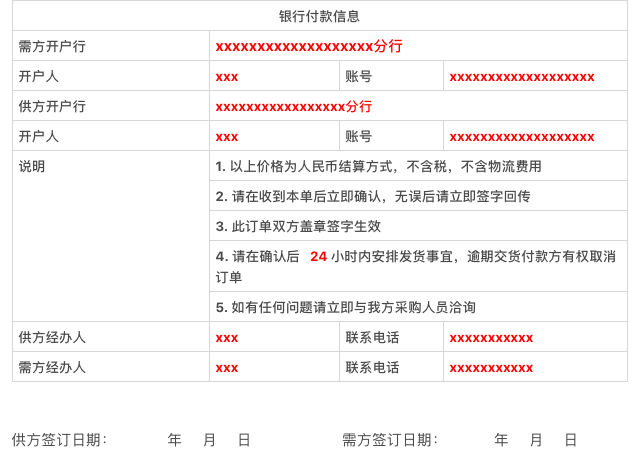 银行付款信息
需方开户行 xxxxxxxxxxxxxxxxxxx分行
开户人 xxx 账号 xxxxxxxxxxxxxxxxxxx
供方开户行 xxxxxxxxxxxxxxxxx分行
开户人 xxx 账号 xxxxxxxxxxxxxxxxxxx
说明 1. 以上价格为人民币结算方式，不含税，不含物流费用
2. 请在收到本单后立即确认，无误后请立即签字回传
3. 此订单双方盖章签字生效
4. 请在确认后 24 小时内安排发货事宜，逾期交货付款方有权取消
订单
5. 如有任何问题请立即与我方采购人员洽询
供方经办人 xxx 联系电话 xxxxxxxxxxx
需方经办人 xxx 联系电话 xxxxxxxxxxx
供方签订日期： 年 月 日 需方签订日期： 年 月 日